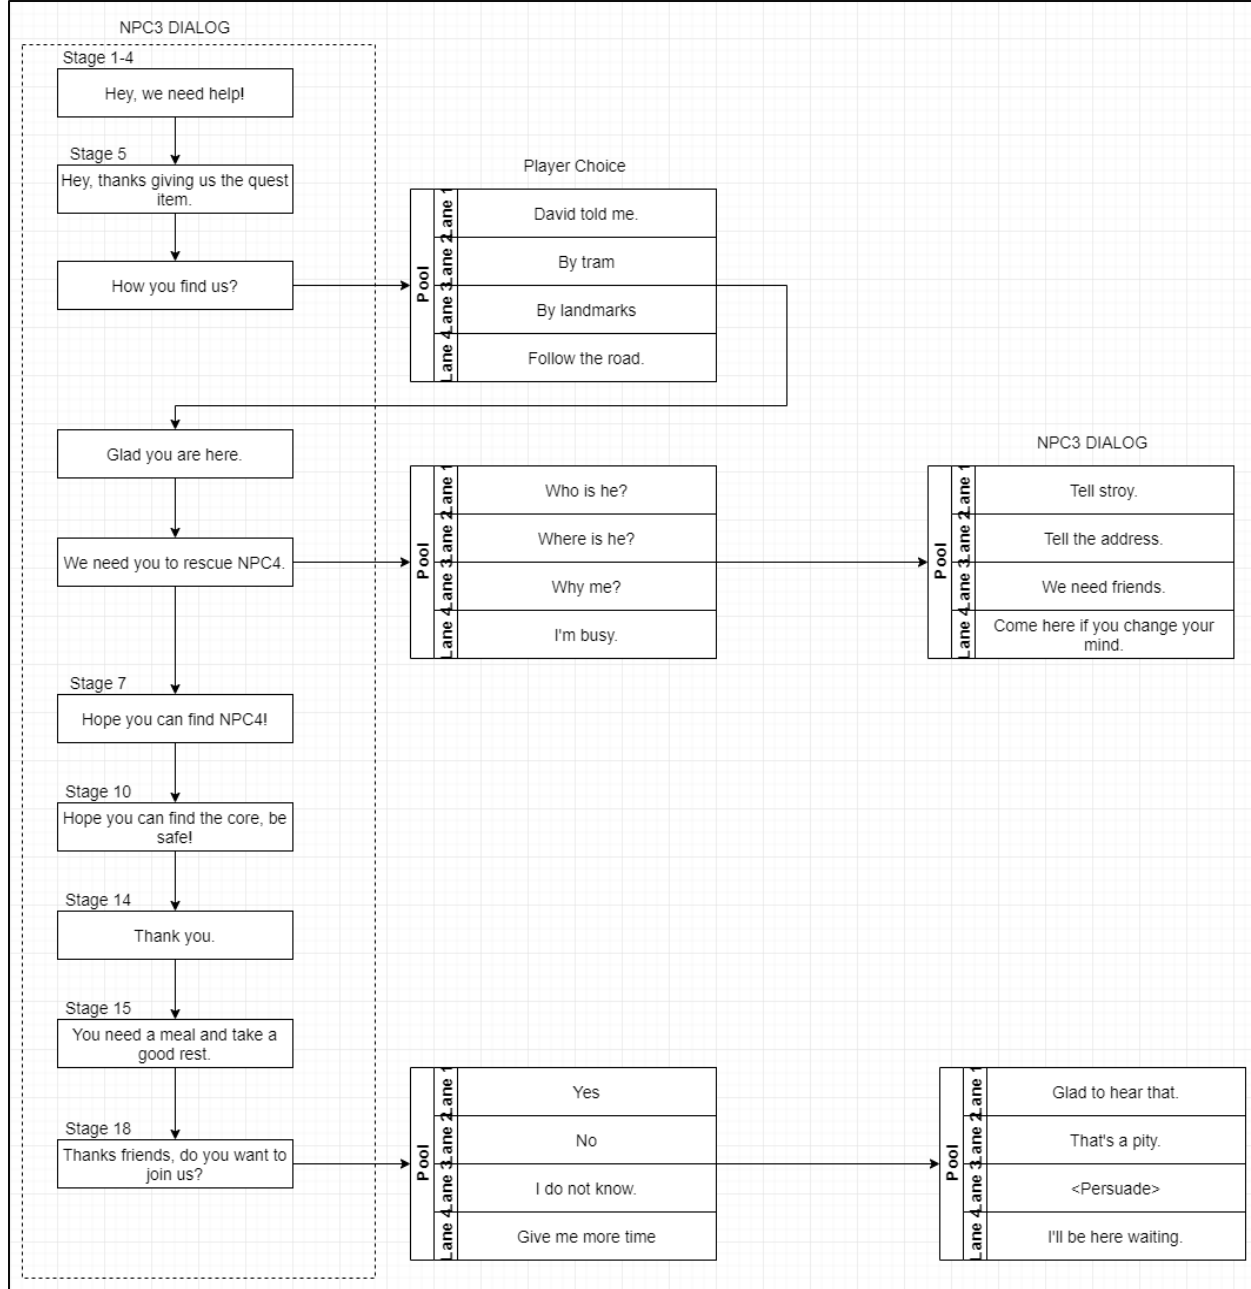 NPC3 DIALOG
Stage 1-4
Hey, we need help!
Stage 5
Hey, thanks giving us the quest
item.
How you find us?
Player Choice
Pool
Lane 1
David told me.
Lane 2
By tram
Lane 3
By landmarks
Lane 4
Follow the road.
Glad you are here.
We need you to rescue NPC4.
Pool
Lane 1
Who is he?
Lane 2
Where is he?
Lane 3
Why me?
Lane 4
I'm busy.
NPC3 DIALOG
Pool
Lane 1
Tell stroy.
Lane 2
Tell the address.
Lane 3
We need friends.
Lane 4
Come here if you change your
mind.
Stage 7
Hope you can find NPC4!
Stage 10
Hope you can find the core, be
safe!
Stage 14
Thank you.
Stage 15
You need a meal and take a
good rest.
Stage 18
Thanks friends, do you want to
join us?
Pool
Lane 1
Yes
Lane 2
No
Lane 3
I do not know.
Lane 4
Give me more time
Pool
Lane 1
Glad to hear that.
Lane 2
That's a pity.
Lane 3
<Persuade>
Lane 4
I'll be here waiting.